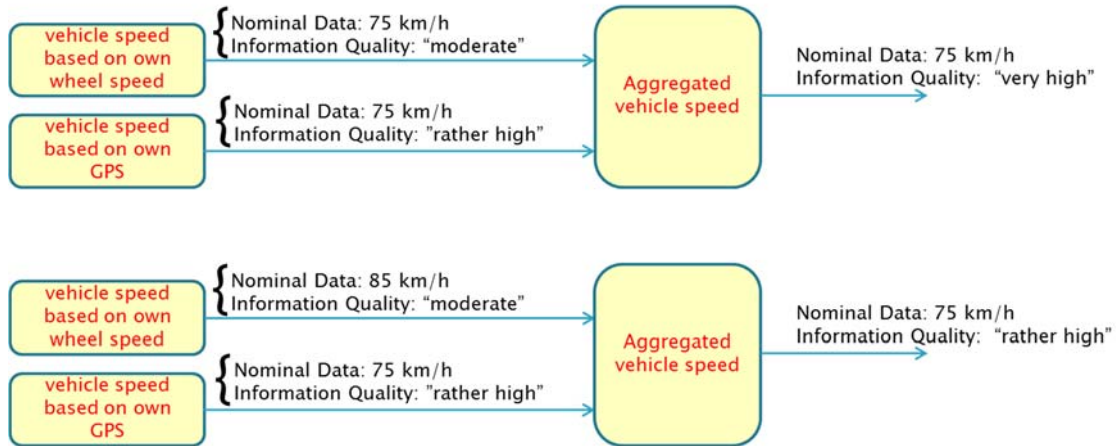 vehicle speed
based on own
wheel speed
{ Nominal Data: 75 km/h
Information Quality: “moderate”
vehicle speed
based on own
GPS
{ Nominal Data: 75 km/h
Information Quality: ”rather high”
Aggregated
vehicle speed
Nominal Data: 75 km/h
Information Quality: “very high”
vehicle speed
based on own
wheel speed
{ Nominal Data: 85 km/h
Information Quality: “moderate”
vehicle speed
based on own
GPS
{ Nominal Data: 75 km/h
Information Quality: ”rather high”
Aggregated
vehicle speed
Nominal Data: 75 km/h
Information Quality: “rather high”